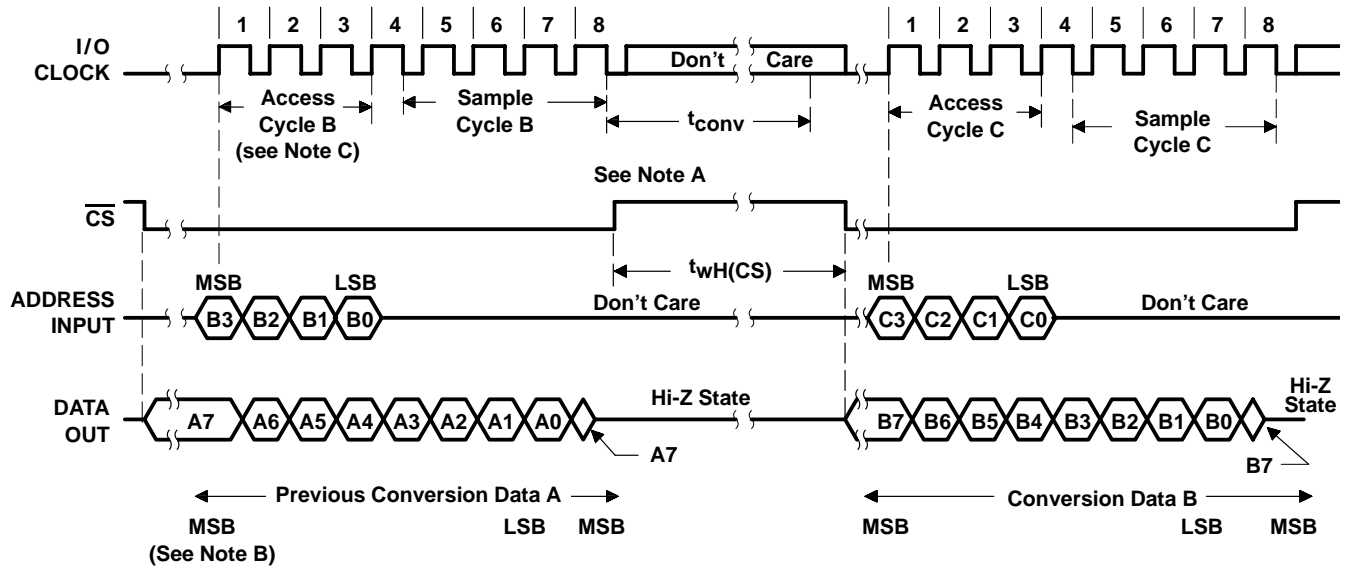 1 2 3 4 5 6 7 8 1 2 3 4 5 6 7 8
I/O
CLOCK
Don't Care
Access
Cycle B
(see Note C)
Sample
Cycle B
tconv
Access
Cycle C
Sample
Cycle C
See Note A
CS
twH(CS)
MSB LSB MSB LSB
ADDRESS
INPUT
B3 B2 B1 B0
Don't Care
C3 C2 C1 C0
Don't Care
Hi-Z State
Hi-Z
State
DATA
OUT
A7 A6 A5 A4 A3 A2 A1 A0
B7 B6 B5 B4 B3 B2 B1 B0
A7
B7
Previous Conversion Data A
Conversion Data B
MSB LSB MSB
(See Note B)
MSB LSB MSB